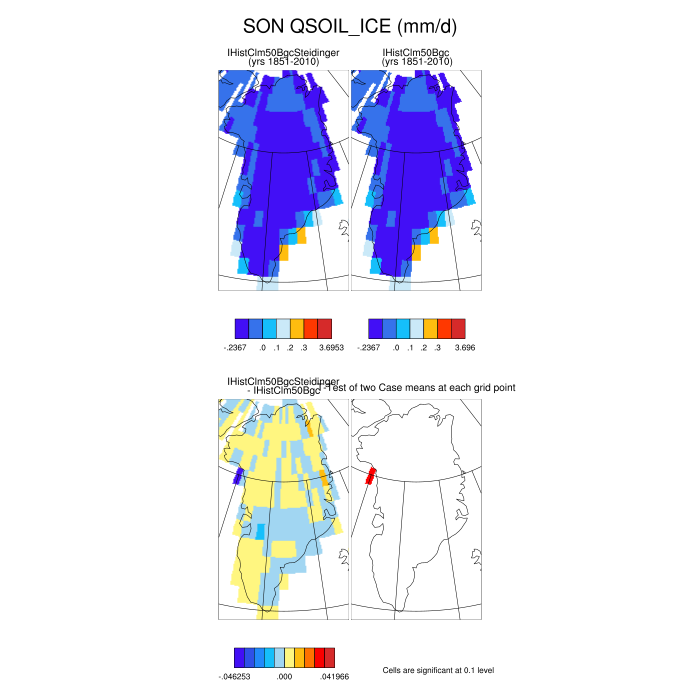 SON QSOIL_ICE (mm/d)
IHistClm50BgcSteidinger
(yrs 1851-2010)
IHistClm50Bgc
(yrs 1851-2010)
-.2367 .0 .1 .2 .3 3.6953
-.2367 .0 .1 .2 .3 3.696
IHistClm50BgcSteidinger
- IHistClm50Bgc
T-Test of two Case means at each grid point
-.046253 .000 .041966
Cells are significant at 0.1 level